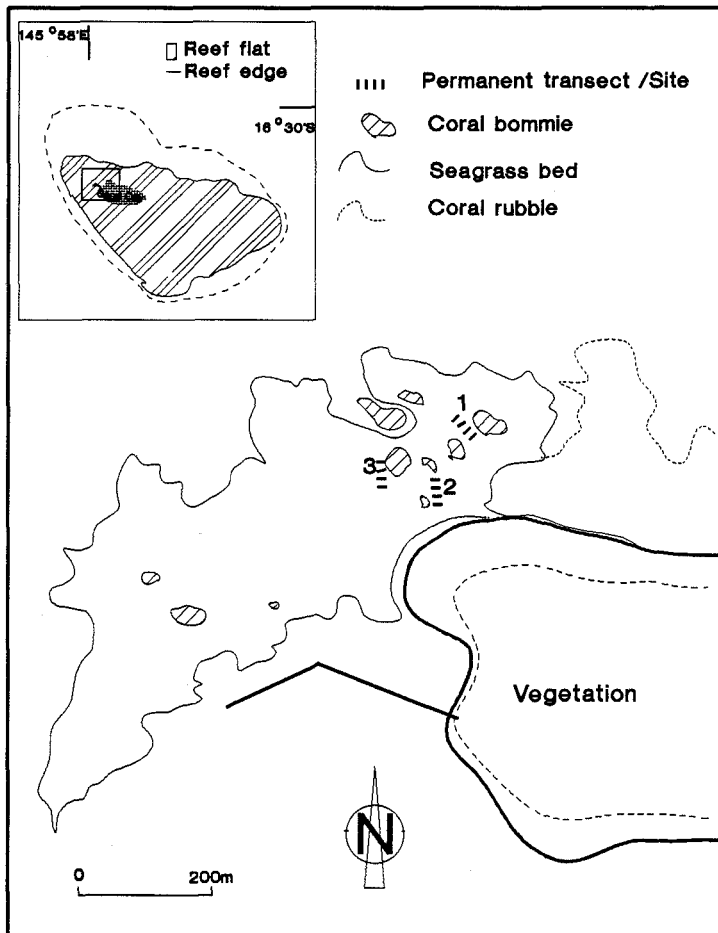 145 °58'E
Reef flat
Reef edge
16 °30'S
Permanent transect /Site
Coral bommie
Seagrass bed
Coral rubble
1
3
2
Vegetation
N
0 200m